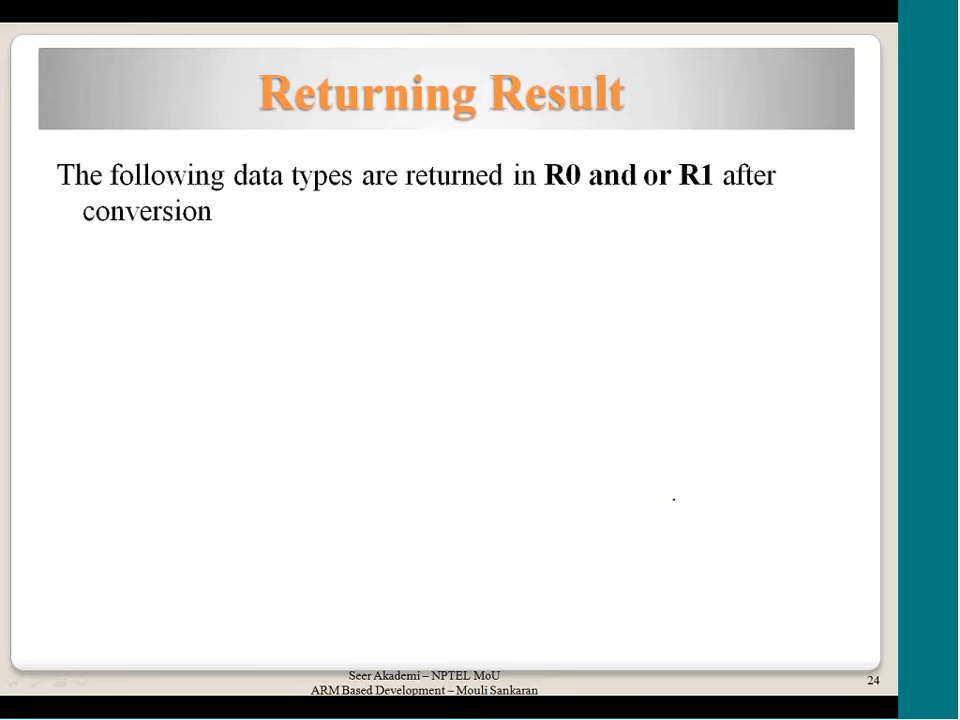 Returning Result
The following data types are returned in R0 and or R1 after
conversion
Seer Akademi – NPTEL MoU
ARM Based Development – Mouli Sankaran
24